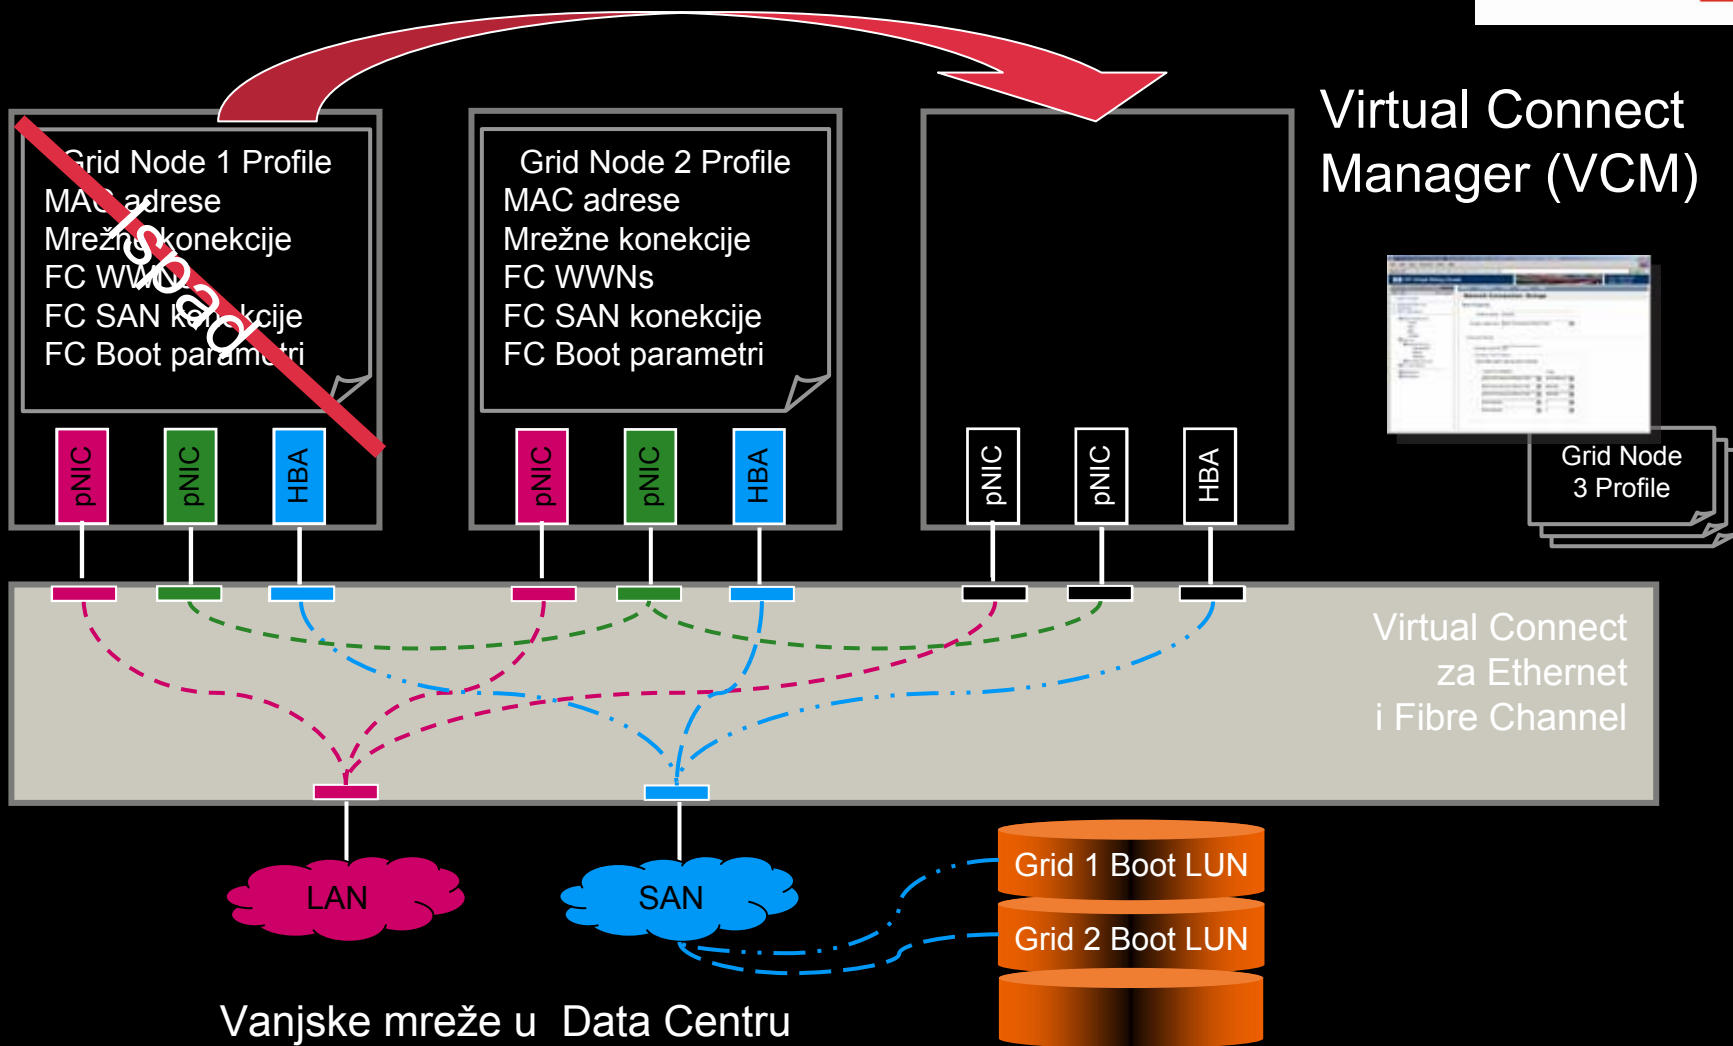 Virtual Connect
Manager (VCM)
Grid Node 1 Profile
MAC adrese
Mrežne konekcije
FC WWNs
FC SAN konekcije
FC Boot parametri
Ispad
Grid Node 2 Profile
MAC adrese
Mrežne konekcije
FC WWNs
FC SAN konekcije
FC Boot parametri
pNIC
pNIC
HBA
pNIC
pNIC
HBA
pNIC
pNIC
HBA
Grid Node
3 Profile
Virtual Connect
za Ethernet
i Fibre Channel
LAN
SAN
Grid 1 Boot LUN
Grid 2 Boot LUN
Vanjske mreže u Data Centru